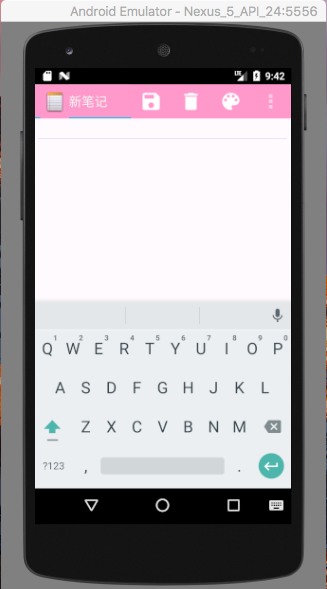 Android Emulator - Nexus_5_API_24:5556
9:42
新笔记
1 2 3 4 5 6 7 8 9 0
Q W E R T Y U I O P
A S D F G H J K L
Z X C V B N M
?123 , .